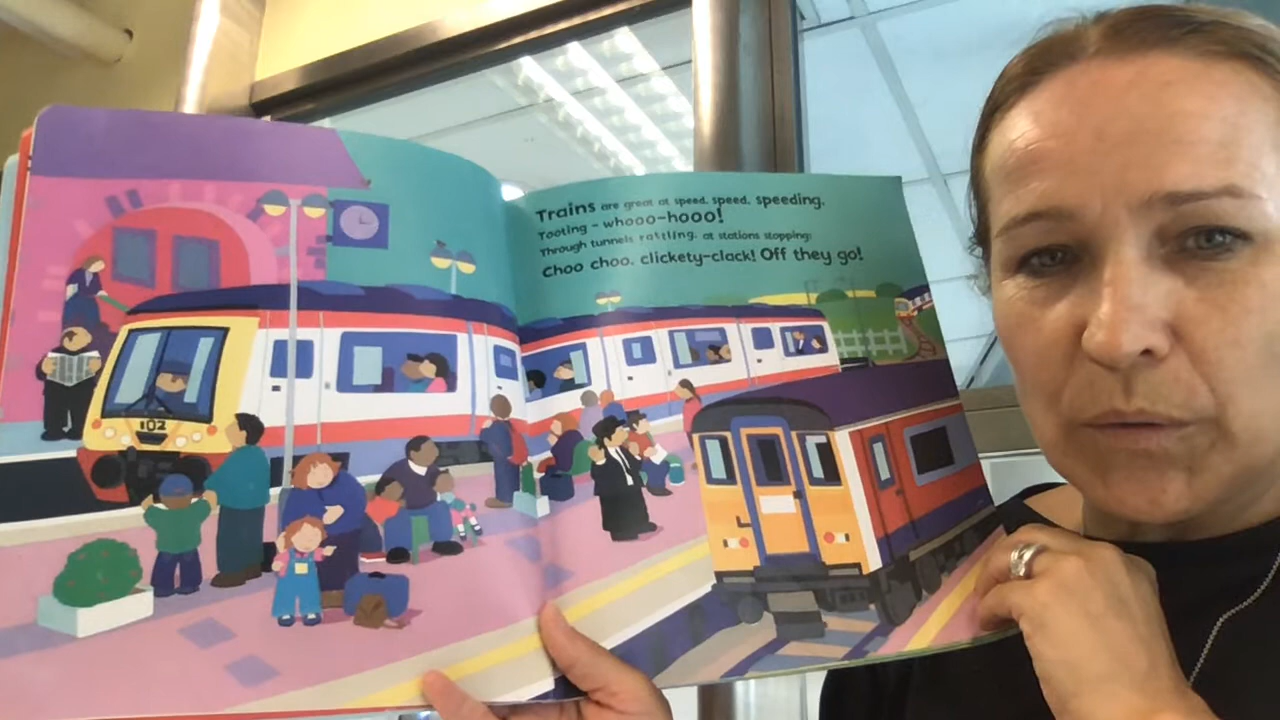 Trains are great at speed, speed, speeding,
Tooting - whooo-hooo!
Through tunnels rattling, at stations stopping:
Choo choo, clickety-clack! Off they go!
102